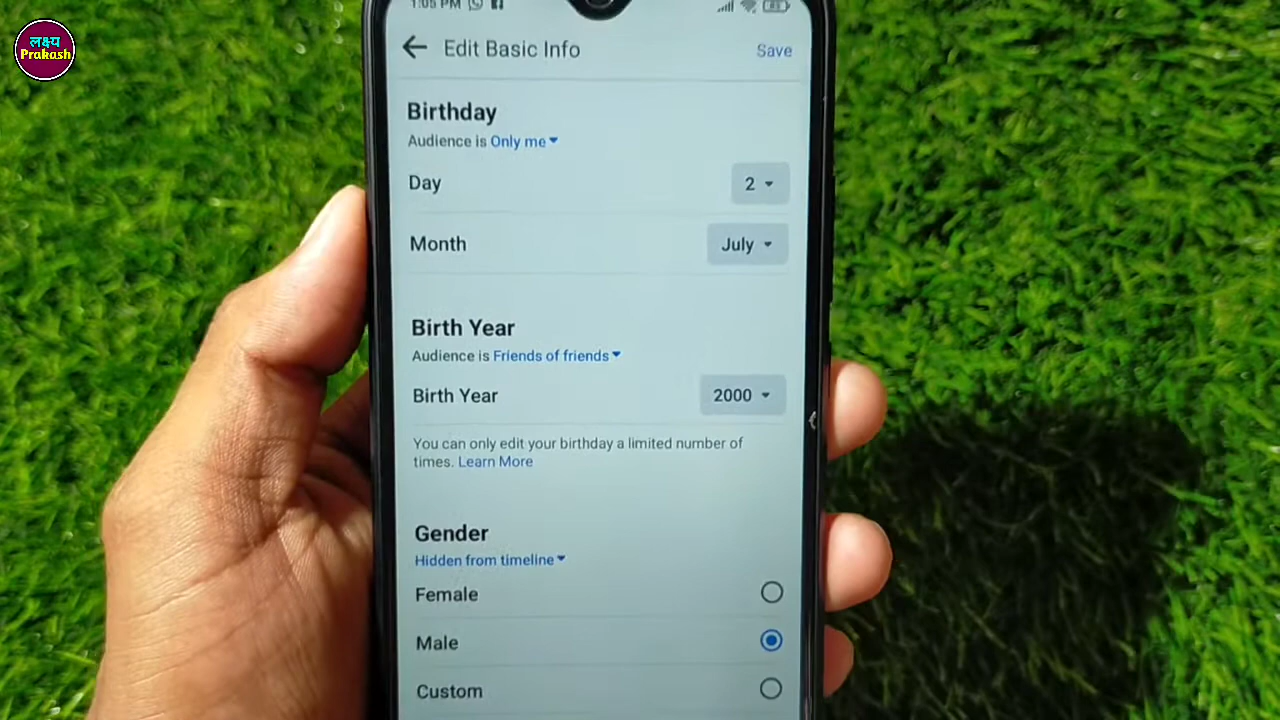 लक्ष्य
Prakash
1:05 PM
Edit Basic Info
Save
Birthday
Audience is Only me
Day
2
Month
July
Birth Year
Audience is Friends of friends
Birth Year
2000
You can only edit your birthday a limited number of
times. Learn More
Gender
Hidden from timeline
Female
Male
Custom